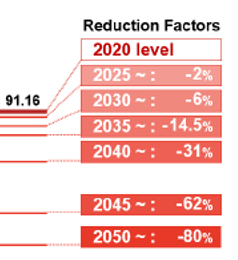 Reduction Factors
2020 level
91.16
2025 ~ : -2%
2030 ~ : -6%
2035 ~ : -14.5%
2040 ~ : -31%
2045 ~ : -62%
2050 ~ : -80%